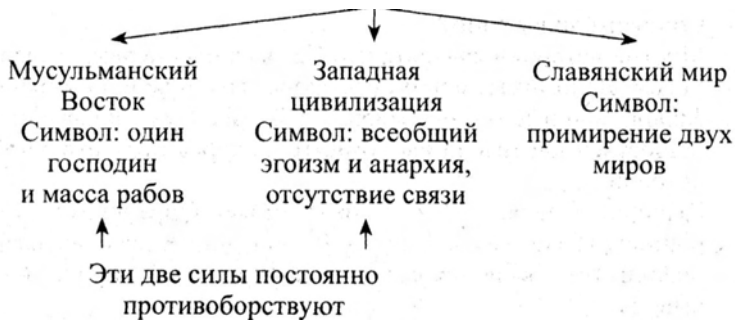 Мусульманский
Восток
Символ: один
господин
и масса рабов
Западная
цивилизация
Символ: всеобщий
эгоизм и анархия,
отсутствие связи
Славянский мир
Символ:
примирение двух
миров
Эти две силы постоянно
противоборствуют